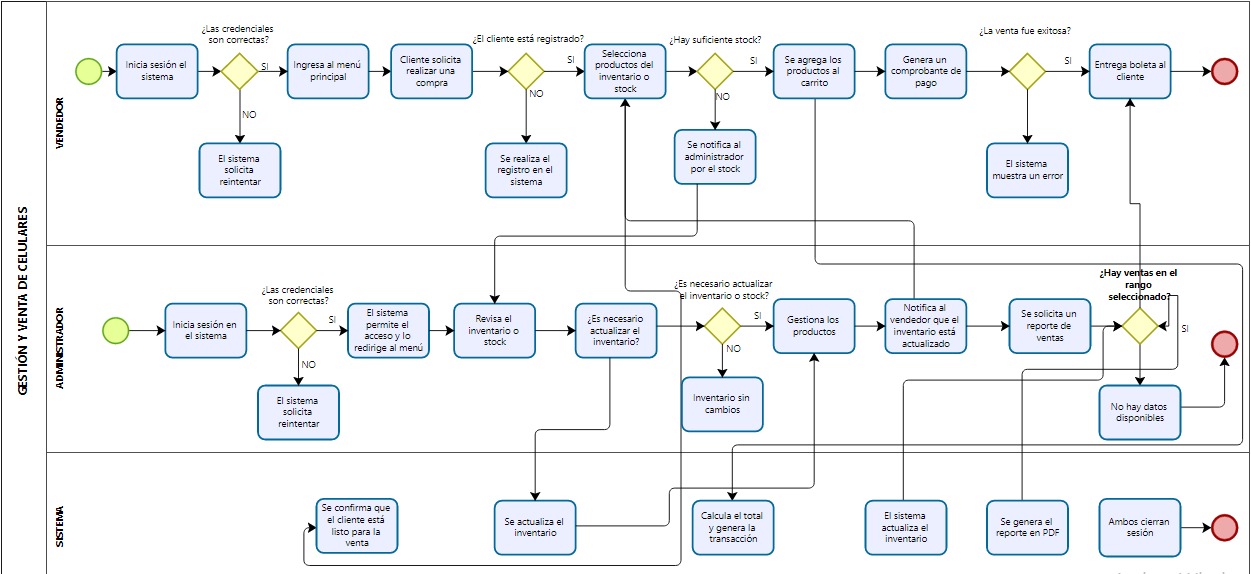 GESTIÓN Y VENTA DE CELULARES
VENDEDOR
Inicia sesión el
sistema
¿Las credenciales
son correctas?
SI
NO
El sistema
solicita
reintentar
Ingresa al menú
principal
Cliente solicita
realizar una
compra
¿El cliente está registrado?
SI
NO
Se realiza el
registro en el
sistema
Selecciona
productos del
inventario o
stock
¿Hay suficiente stock?
SI
NO
Se notifica al
administrador
por el stock
Se agrega los
productos al
carrito
Genera un
comprobante de
pago
¿La venta fue exitosa?
SI
El sistema
muestra un error
Entrega boleta al
cliente
ADMINISTRADOR
Inicia sesión en
el sistema
¿Las credenciales
son correctas?
SI
NO
El sistema
solicita
reintentar
El sistema
permite el
acceso y lo
redirige al menú
Revisa el
inventario o
stock
¿Es necesario
actualizar el
inventario?
¿Es necesario actualizar
el inventario o stock?
SI
NO
Inventario sin
cambios
Gestiona los
productos
Notifica al
vendedor que el
inventario está
actualizado
Se solicita un
reporte de
ventas
¿Hay ventas en el
rango
seleccionado?
SI
No hay datos
disponibles
SISTEMA
Se confirma que
el cliente está
listo para la
venta
Se actualiza el
inventario
Calcula el total
y genera la
transacción
El sistema
actualiza el
inventario
Se genera el
reporte en PDF
Ambos cierran
sesión